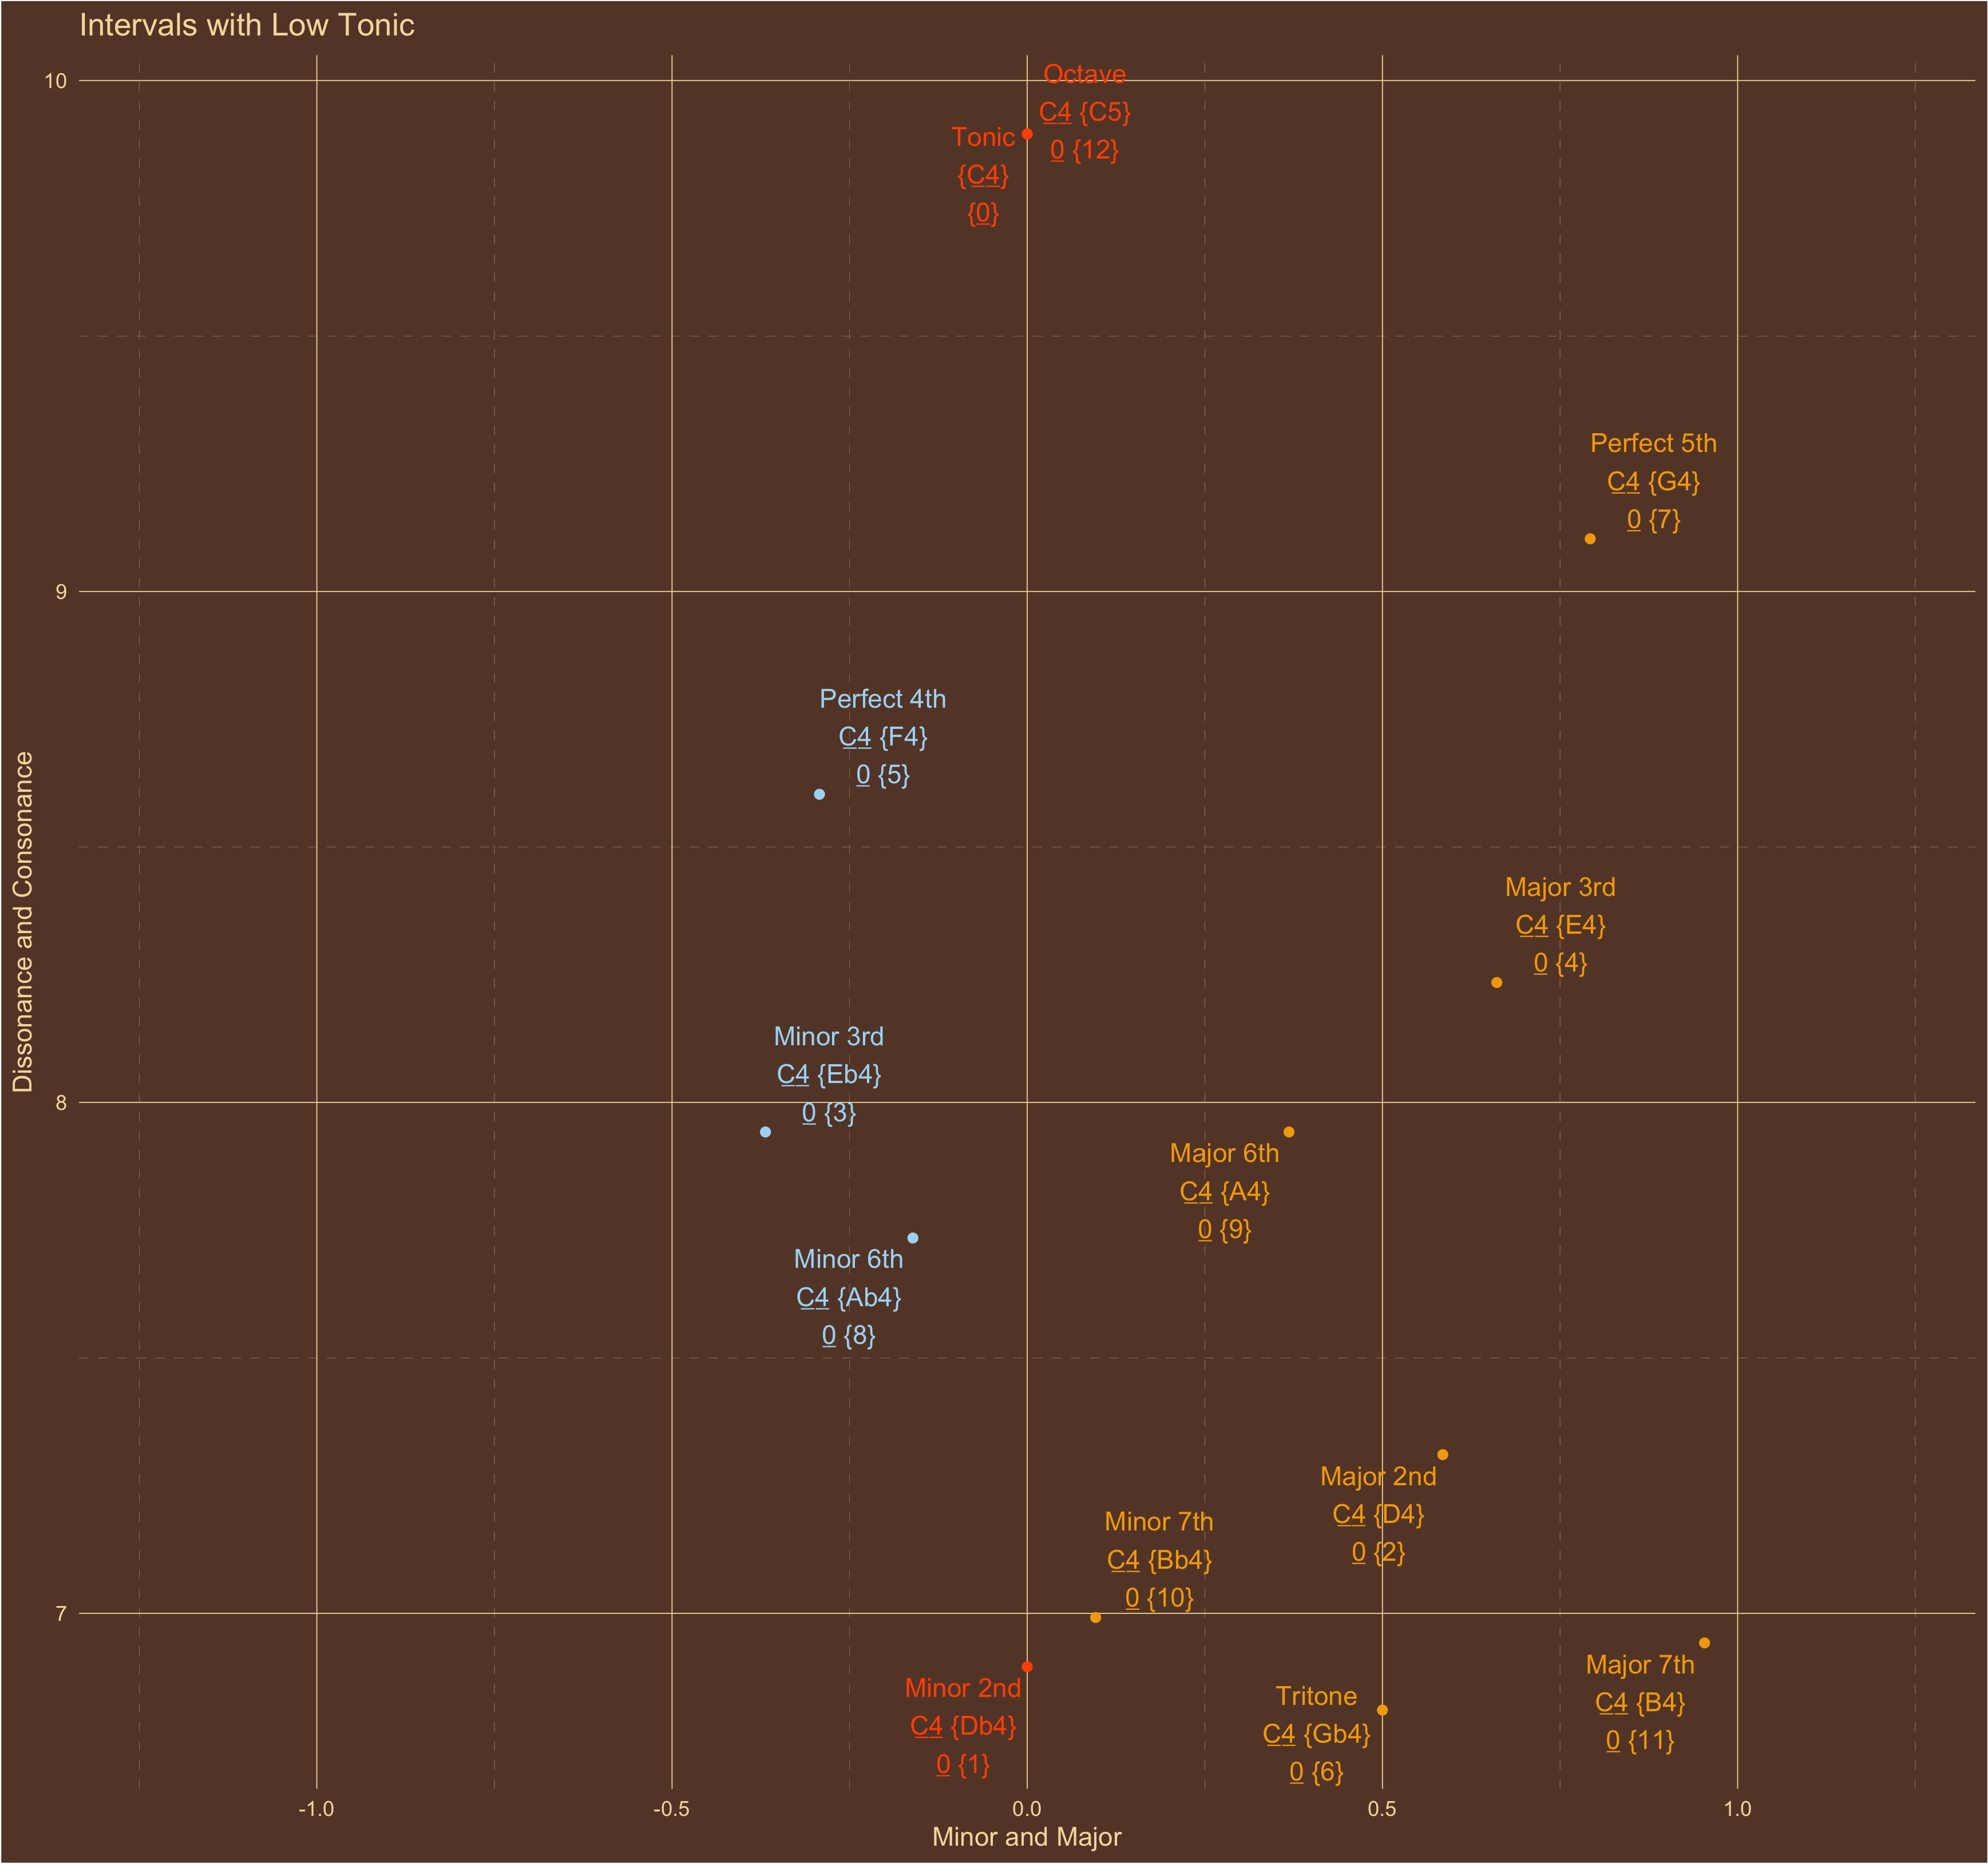 Intervals with Low Tonic
10
Octave
C4 {C5}
0 {12}
Tonic
{C4}
{0}
Perfect 5th
C4 {G4}
0 {7}
9
Perfect 4th
C4 {F4}
0 {5}
Major 3rd
C4 {E4}
0 {4}
Minor 3rd
C4 {Eb4}
0 {3}
8
Major 6th
C4 {A4}
0 {9}
Minor 6th
C4 {Ab4}
0 {8}
Major 2nd
C4 {D4}
0 {2}
Minor 7th
C4 {Bb4}
0 {10}
7
Major 7th
C4 {B4}
0 {11}
Minor 2nd
C4 {Db4}
0 {1}
Tritone
C4 {Gb4}
0 {6}
-1.0 -0.5 0.0 0.5 1.0
Minor and Major
Dissonance and Consonance